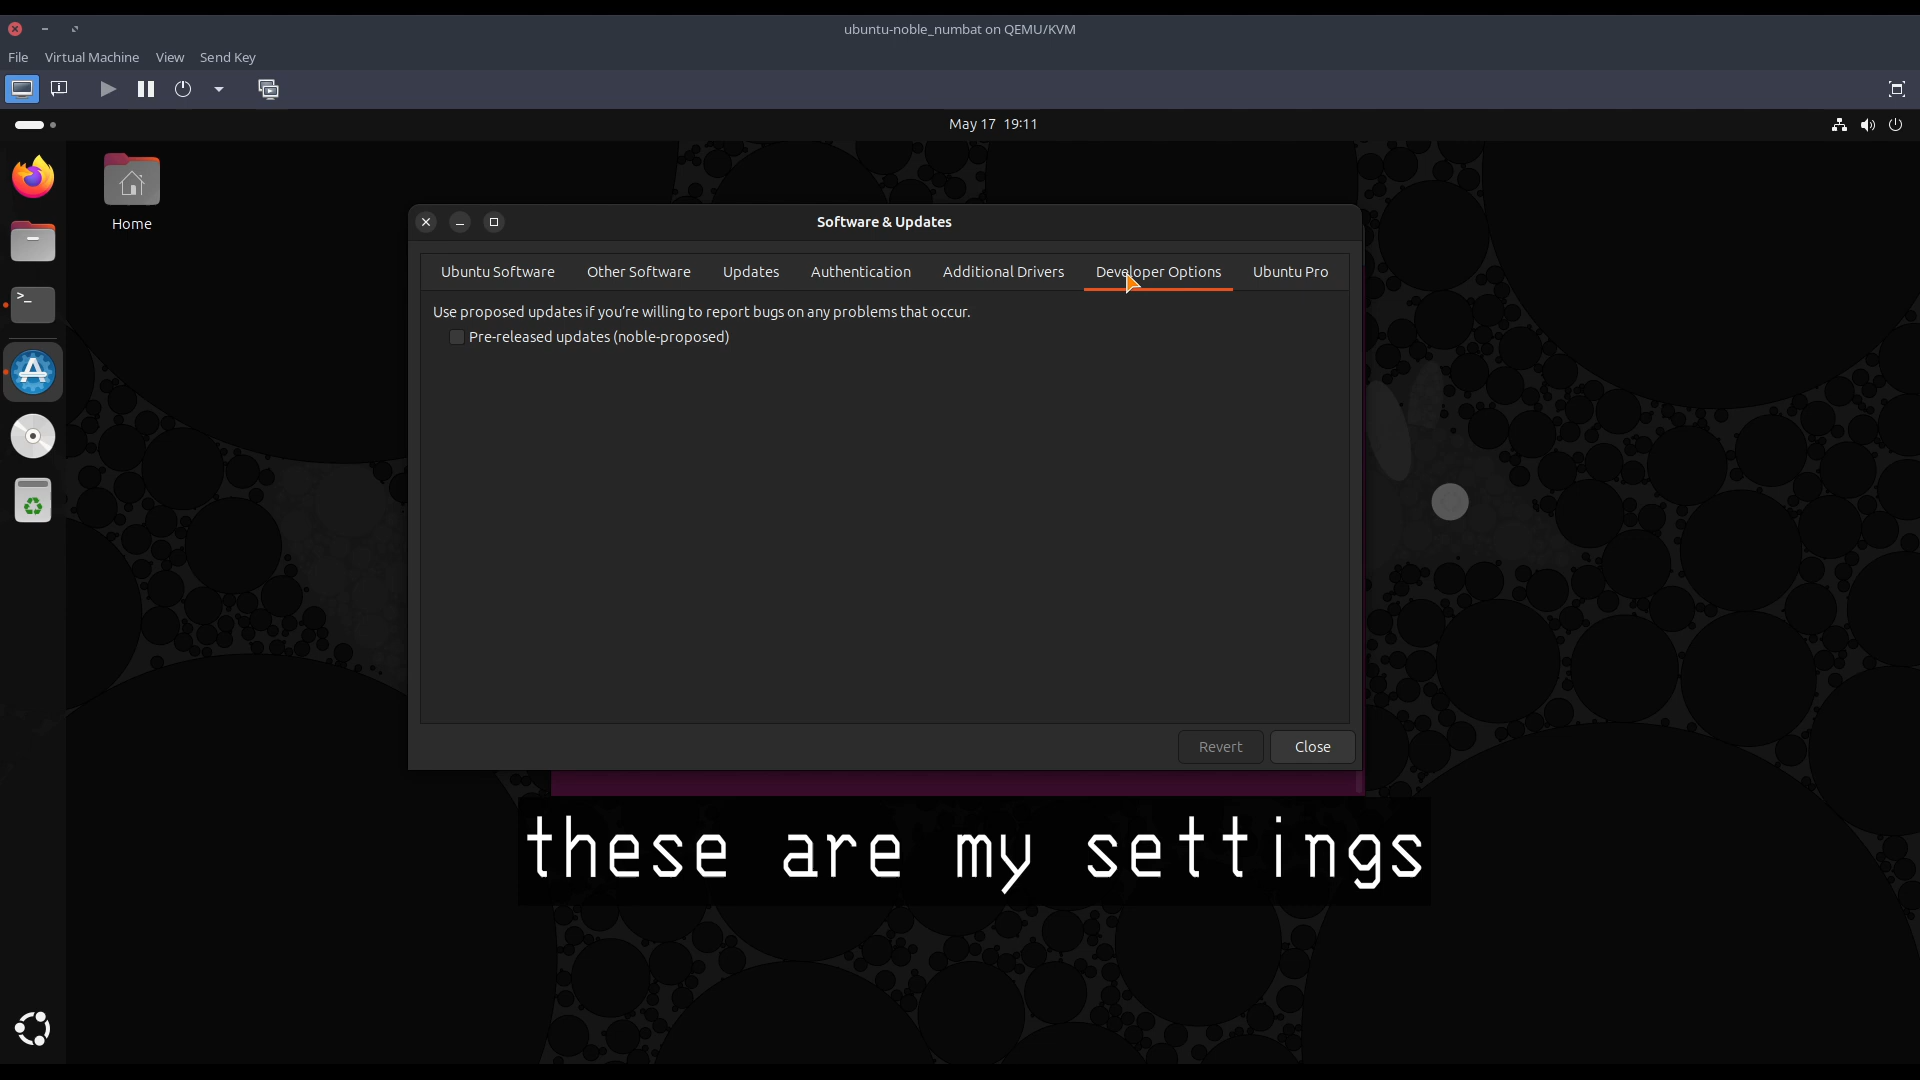 ubuntu-noble_numbat on QEMU/KVM
File Virtual Machine View Send Key
May 17 19:11
Home
Software & Updates
Ubuntu Software Other Software Updates Authentication Additional Drivers Developer Options Ubuntu Pro
Use proposed updates if you're willing to report bugs on any problems that occur.
Pre-released updates (noble-proposed)
Revert Close
these are my settings